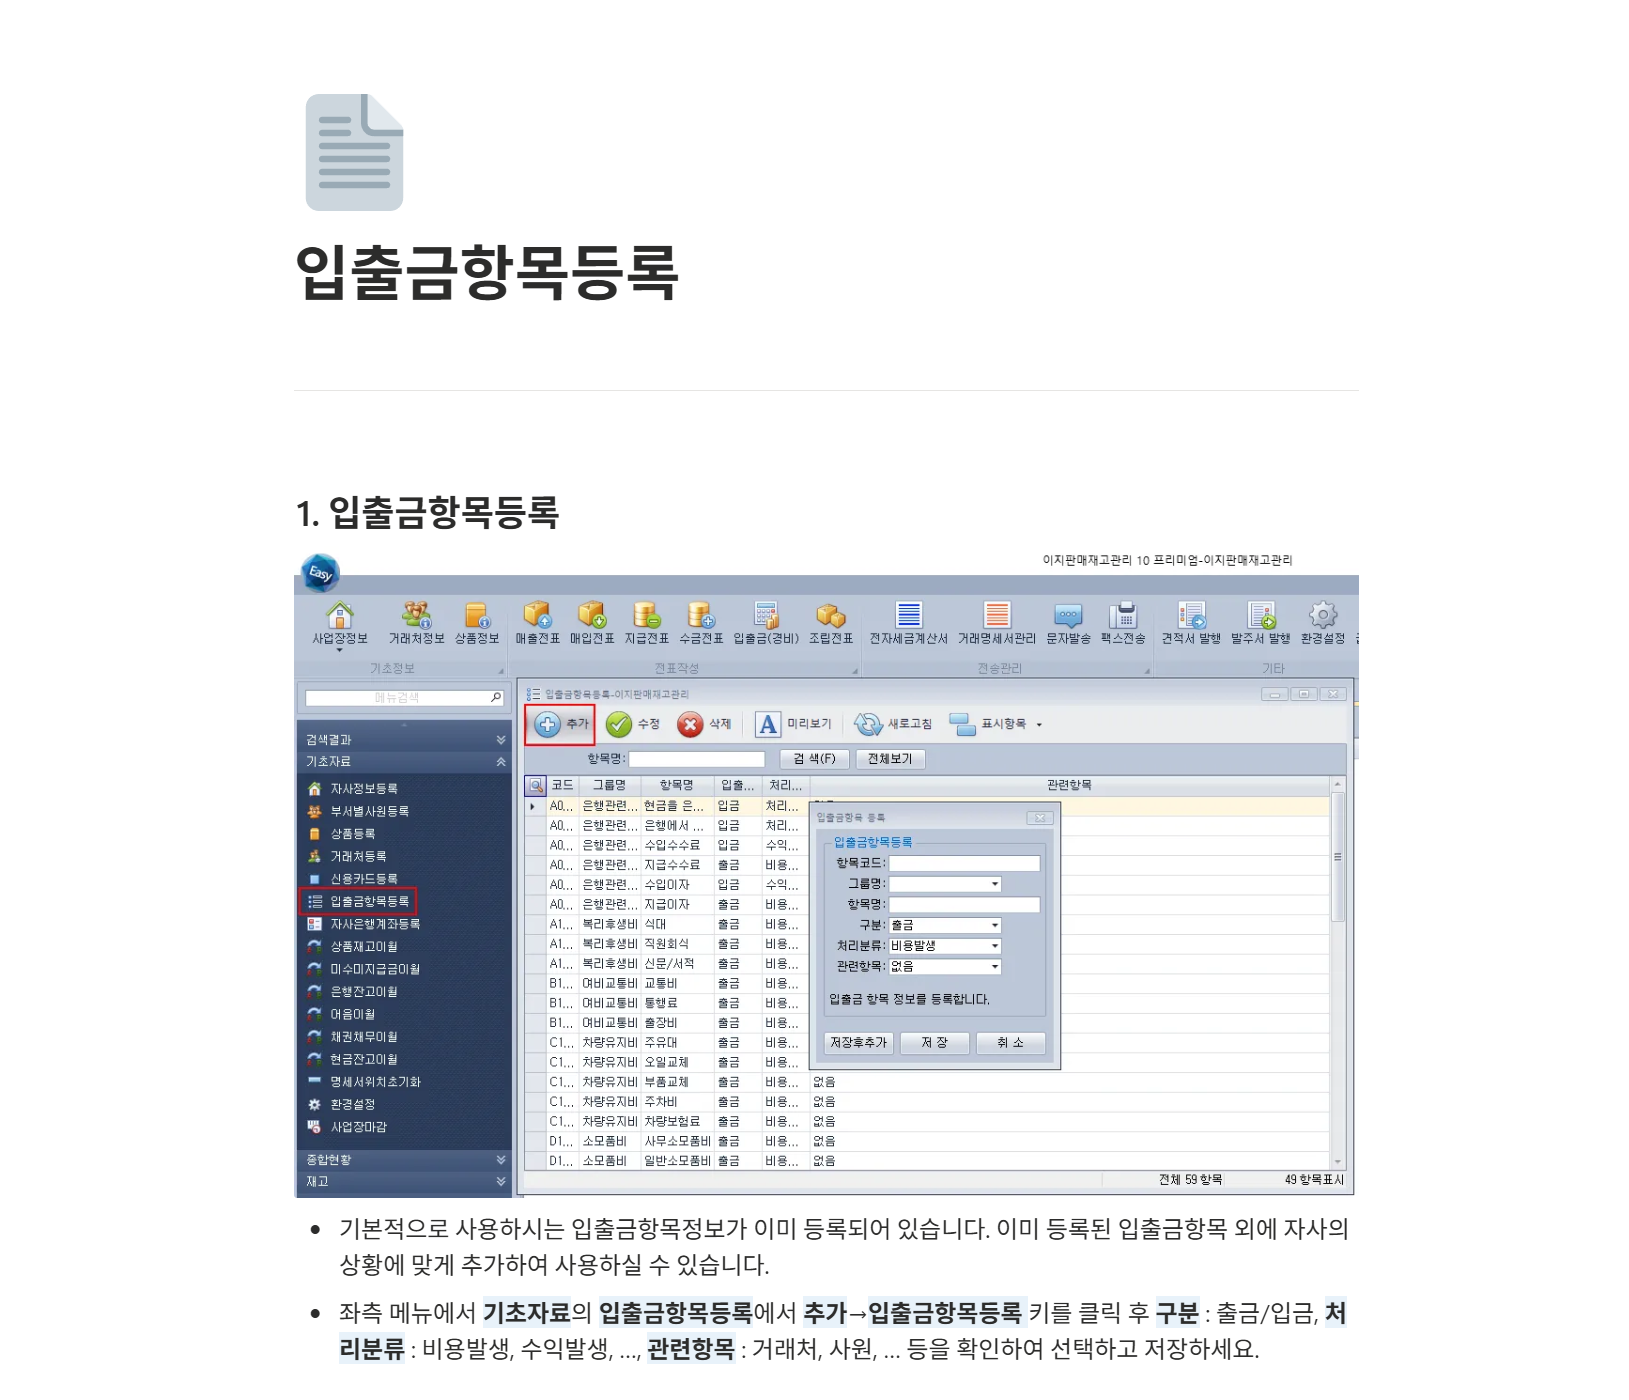 입출금항목등록
1. 입출금항목등록
Easy
이지판매재고관리 10 프리미엄-이지판매재고관리
사업장정보 거래처정보 상품정보 매출전표 매입전표 지급전표 수금전표 입출금(경비) 조립전표 전자세금계산서 거래명세서관리 문자발송 팩스전송 견적서 발행 발주서 발행 환경설정
기초정보 전표작성 전송관리 기타
메뉴검색
검색결과
기초자료
자사정보등록
부서별사원등록
상품등록
거래처등록
신용카드등록
입출금항목등록
자사은행계좌등록
상품재고이월
미수미지급금이월
은행잔고이월
어음이월
채권채무이월
현금잔고이월
명세서위치초기화
환경설정
사업장마감
종합현황
재고
입출금항목등록-이지판매재고관리
추가 수정 삭제 A 미리보기 새로고침 표시항목
항목명: 검 색(F) 전체보기
코드 그룹명 항목명 입출... 처리... 관련항목
A0... 은행관련... 현금을 은... 입금 처리...
A0... 은행관련... 은행에서 ... 입금 처리...
A0... 은행관련... 수입수수료 입금 수익...
A0... 은행관련... 지급수수료 출금 비용...
A0... 은행관련... 수입이자 입금 수익...
A0... 은행관련... 지급이자 출금 비용...
A1... 복리후생비 식대 출금 비용...
A1... 복리후생비 직원회식 출금 비용...
A1... 복리후생비 신문/서적 출금 비용...
B1... 여비교통비 교통비 출금 비용...
B1... 여비교통비 통행료 출금 비용...
B1... 여비교통비 출장비 출금 비용...
C1... 차량유지비 주유대 출금 비용...
C1... 차량유지비 오일교체 출금 비용...
C1... 차량유지비 부품교체 출금 비용... 없음
C1... 차량유지비 주차비 출금 비용... 없음
C1... 차량유지비 차량보험료 출금 비용... 없음
D1... 소모품비 사무소모품비 출금 비용... 없음
D1... 소모품비 일반소모품비 출금 비용... 없음
전체 59 항목 49 항목표시
입출금항목 등록
입출금항목등록
항목코드:
그룹명:
항목명:
구분: 출금
처리분류: 비용발생
관련항목: 없음
입출금 항목 정보를 등록합니다.
저장후추가 저 장 취 소
• 기본적으로 사용하시는 입출금항목정보가 이미 등록되어 있습니다. 이미 등록된 입출금항목 외에 자사의
상황에 맞게 추가하여 사용하실 수 있습니다.
• 좌측 메뉴에서 기초자료의 입출금항목등록에서 추가→입출금항목등록 키를 클릭 후 구분 : 출금/입금, 처
리분류 : 비용발생, 수익발생, ..., 관련항목 : 거래처, 사원, ... 등을 확인하여 선택하고 저장하세요.